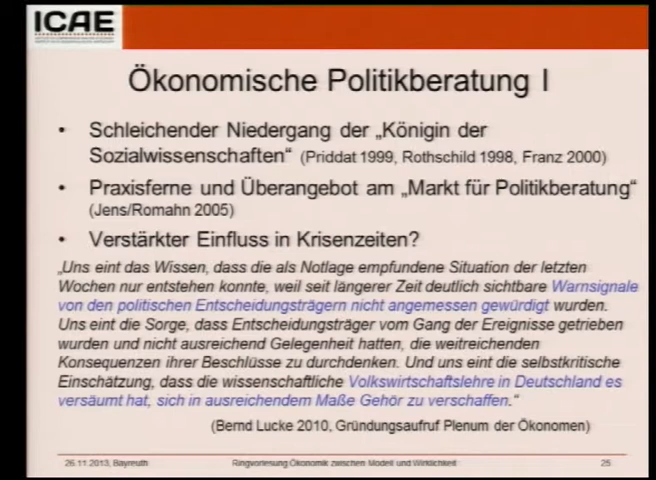 ICAE
Ökonomische Politikberatung I
• Schleichender Niedergang der „Königin der
Sozialwissenschaften“ (Priddat 1999, Rothschild 1998, Franz 2000)
• Praxisferne und Überangebot am „Markt für Politikberatung“
(Jens/Romahn 2005)
• Verstärkter Einfluss in Krisenzeiten?
„Uns eint das Wissen, dass die als Notlage empfundene Situation der letzten
Wochen nur entstehen konnte, weil seit längerer Zeit deutlich sichtbare Warnsignale
von den politischen Entscheidungsträgern nicht angemessen gewürdigt wurden.
Uns eint die Sorge, dass Entscheidungsträger vom Gang der Ereignisse getrieben
wurden und nicht ausreichend Gelegenheit hatten, die weitreichenden
Konsequenzen ihrer Beschlüsse zu durchdenken. Und uns eint die selbstkritische
Einschätzung, dass die wissenschaftliche Volkswirtschaftslehre in Deutschland es
versäumt hat, sich in ausreichendem Maße Gehör zu verschaffen.“
(Bernd Lucke 2010, Gründungsaufruf Plenum der Ökonomen)
26.11.2013, Bayreuth Ringvorlesung Ökonomik zwischen Modell und Wirklichkeit 25